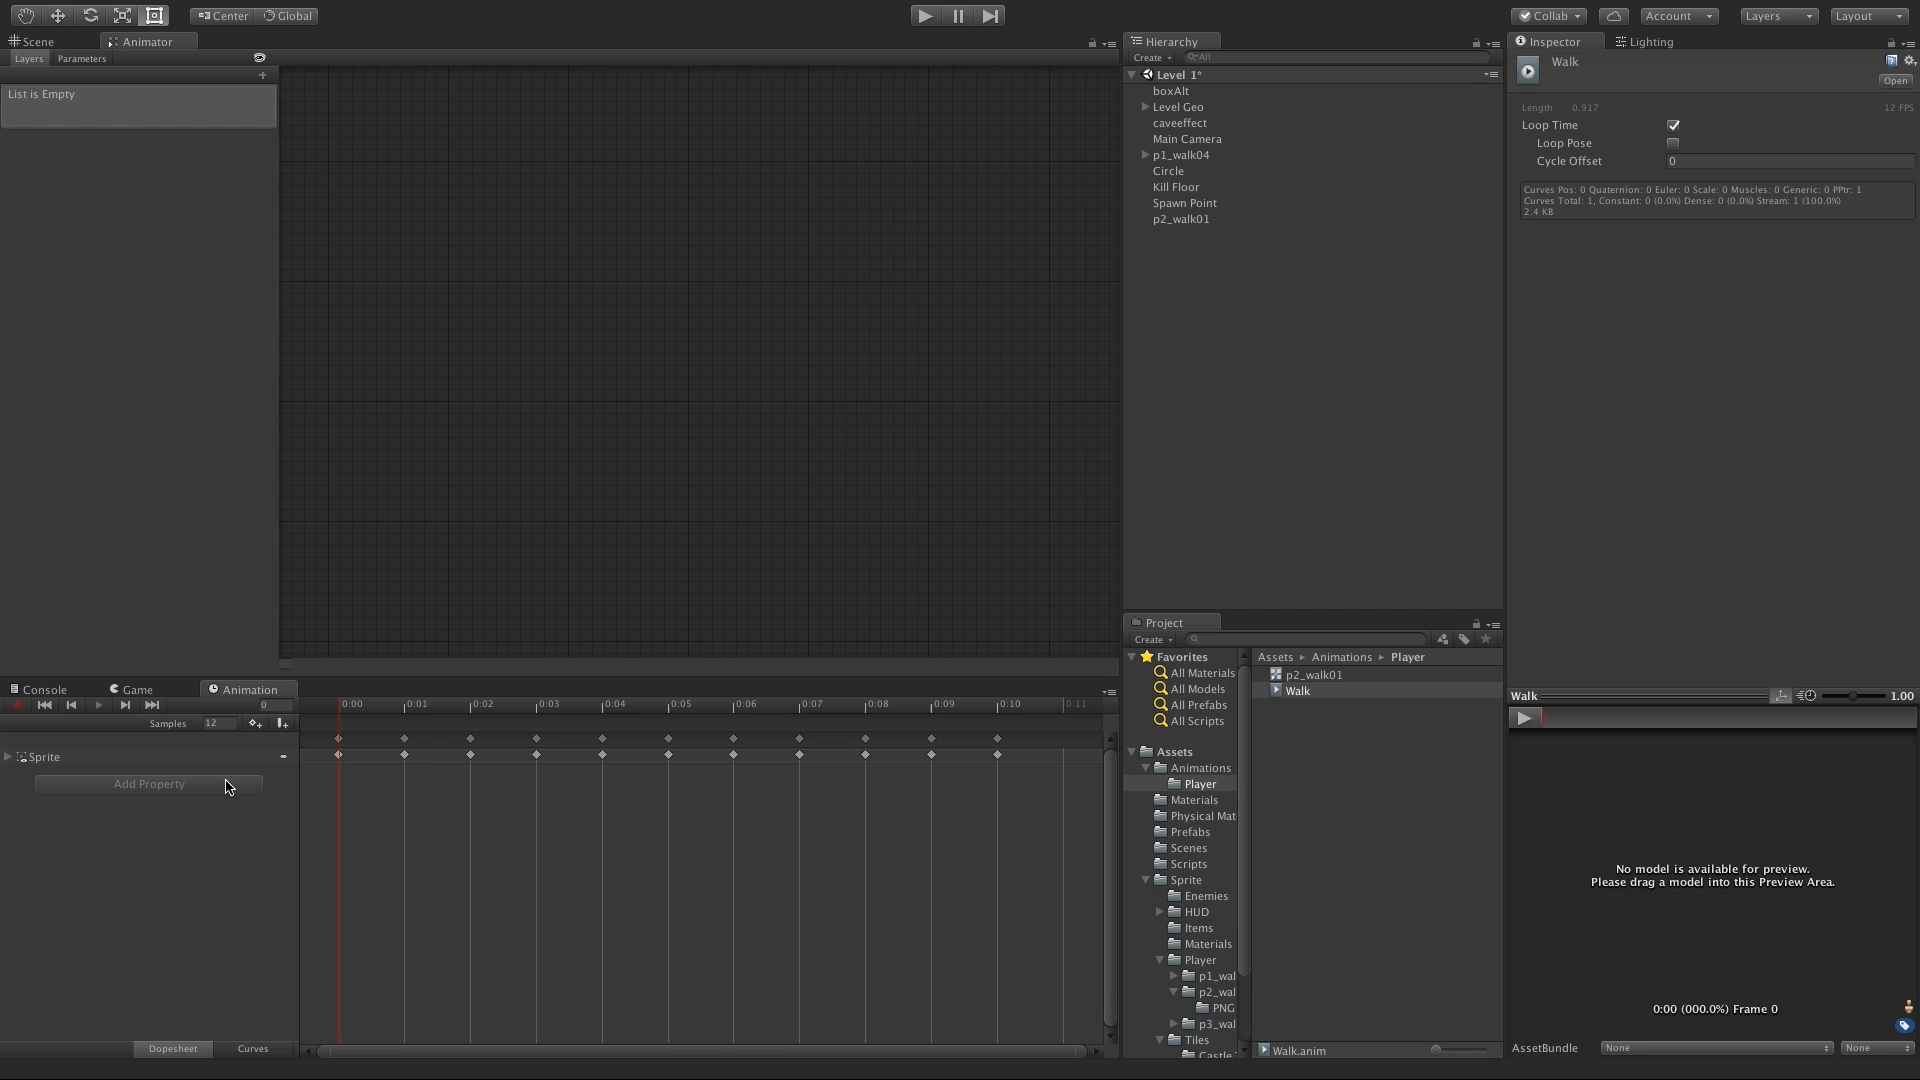 Center Global
Collab Account Layers Layout
Scene Animator
Layers Parameters
List is Empty
Hierarchy
Create All
Level 1*
boxAlt
Level Geo
caveeffect
Main Camera
p1_walk04
Circle
Kill Floor
Spawn Point
p2_walk01
Inspector Lighting
Walk
Open
Length 0.917 12 FPS
Loop Time
Loop Pose
Cycle Offset 0
Curves Pos: 0 Quaternion: 0 Euler: 0 Scale: 0 Muscles: 0 Generic: 0 PPtr: 1
Curves Total: 1, Constant: 0 (0.0%) Dense: 0 (0.0%) Stream: 1 (100.0%)
2.4 KB
Console Game Animation
0 0:00 0:01 0:02 0:03 0:04 0:05 0:06 0:07 0:08 0:09 0:10 0:11
Samples 12
Sprite
Add Property
Dopesheet Curves
Project
Create
Favorites
All Materials
All Models
All Prefabs
All Scripts
Assets
Animations
Player
Materials
Physical Mat
Prefabs
Scenes
Scripts
Sprite
Enemies
HUD
Items
Materials
Player
p1_wal
p2_wal
PNG
p3_wal
Tiles
Castle
Assets Animations Player
p2_walk01
Walk
Walk.anim
Walk 1.00
No model is available for preview.
Please drag a model into this Preview Area.
0:00 (000.0%) Frame 0
AssetBundle None None